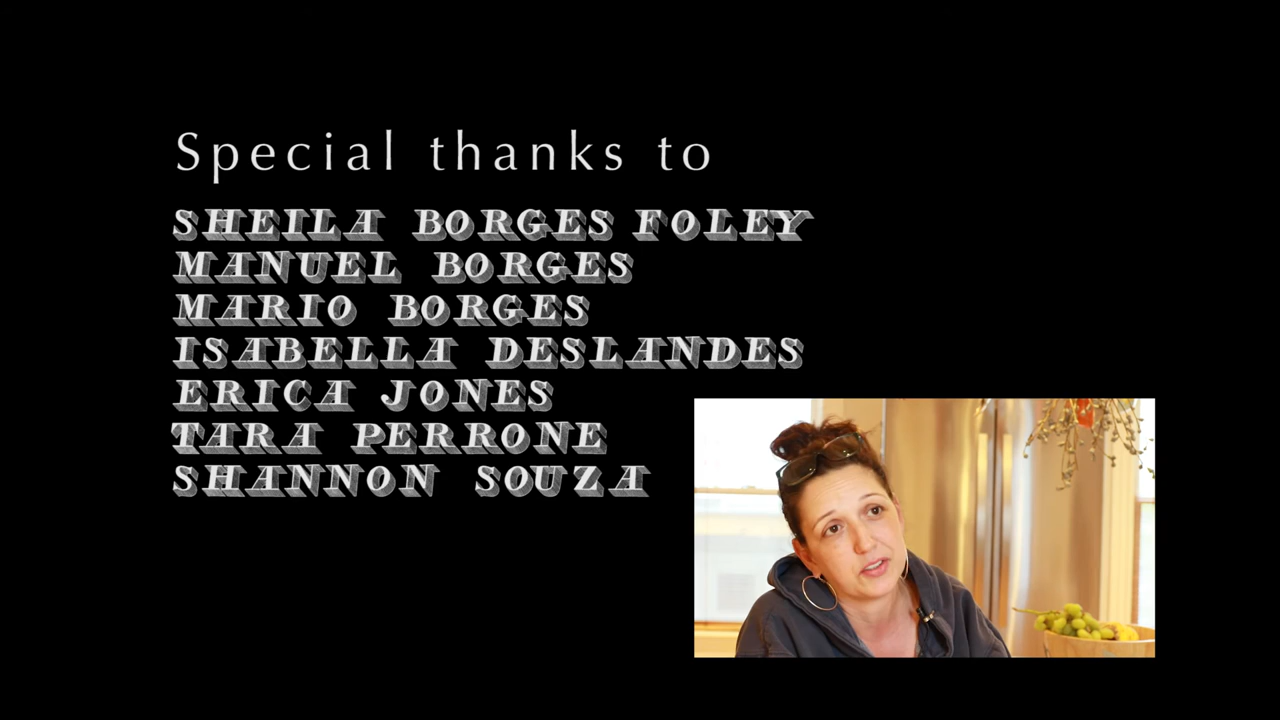 Special thanks to
SHEILA BORGES FOLEY
MANUEL BORGES
MARIO BORGES
ISABELLA DESLANDES
ERICA JONES
TARA PERRONE
SHANNON SOUZA